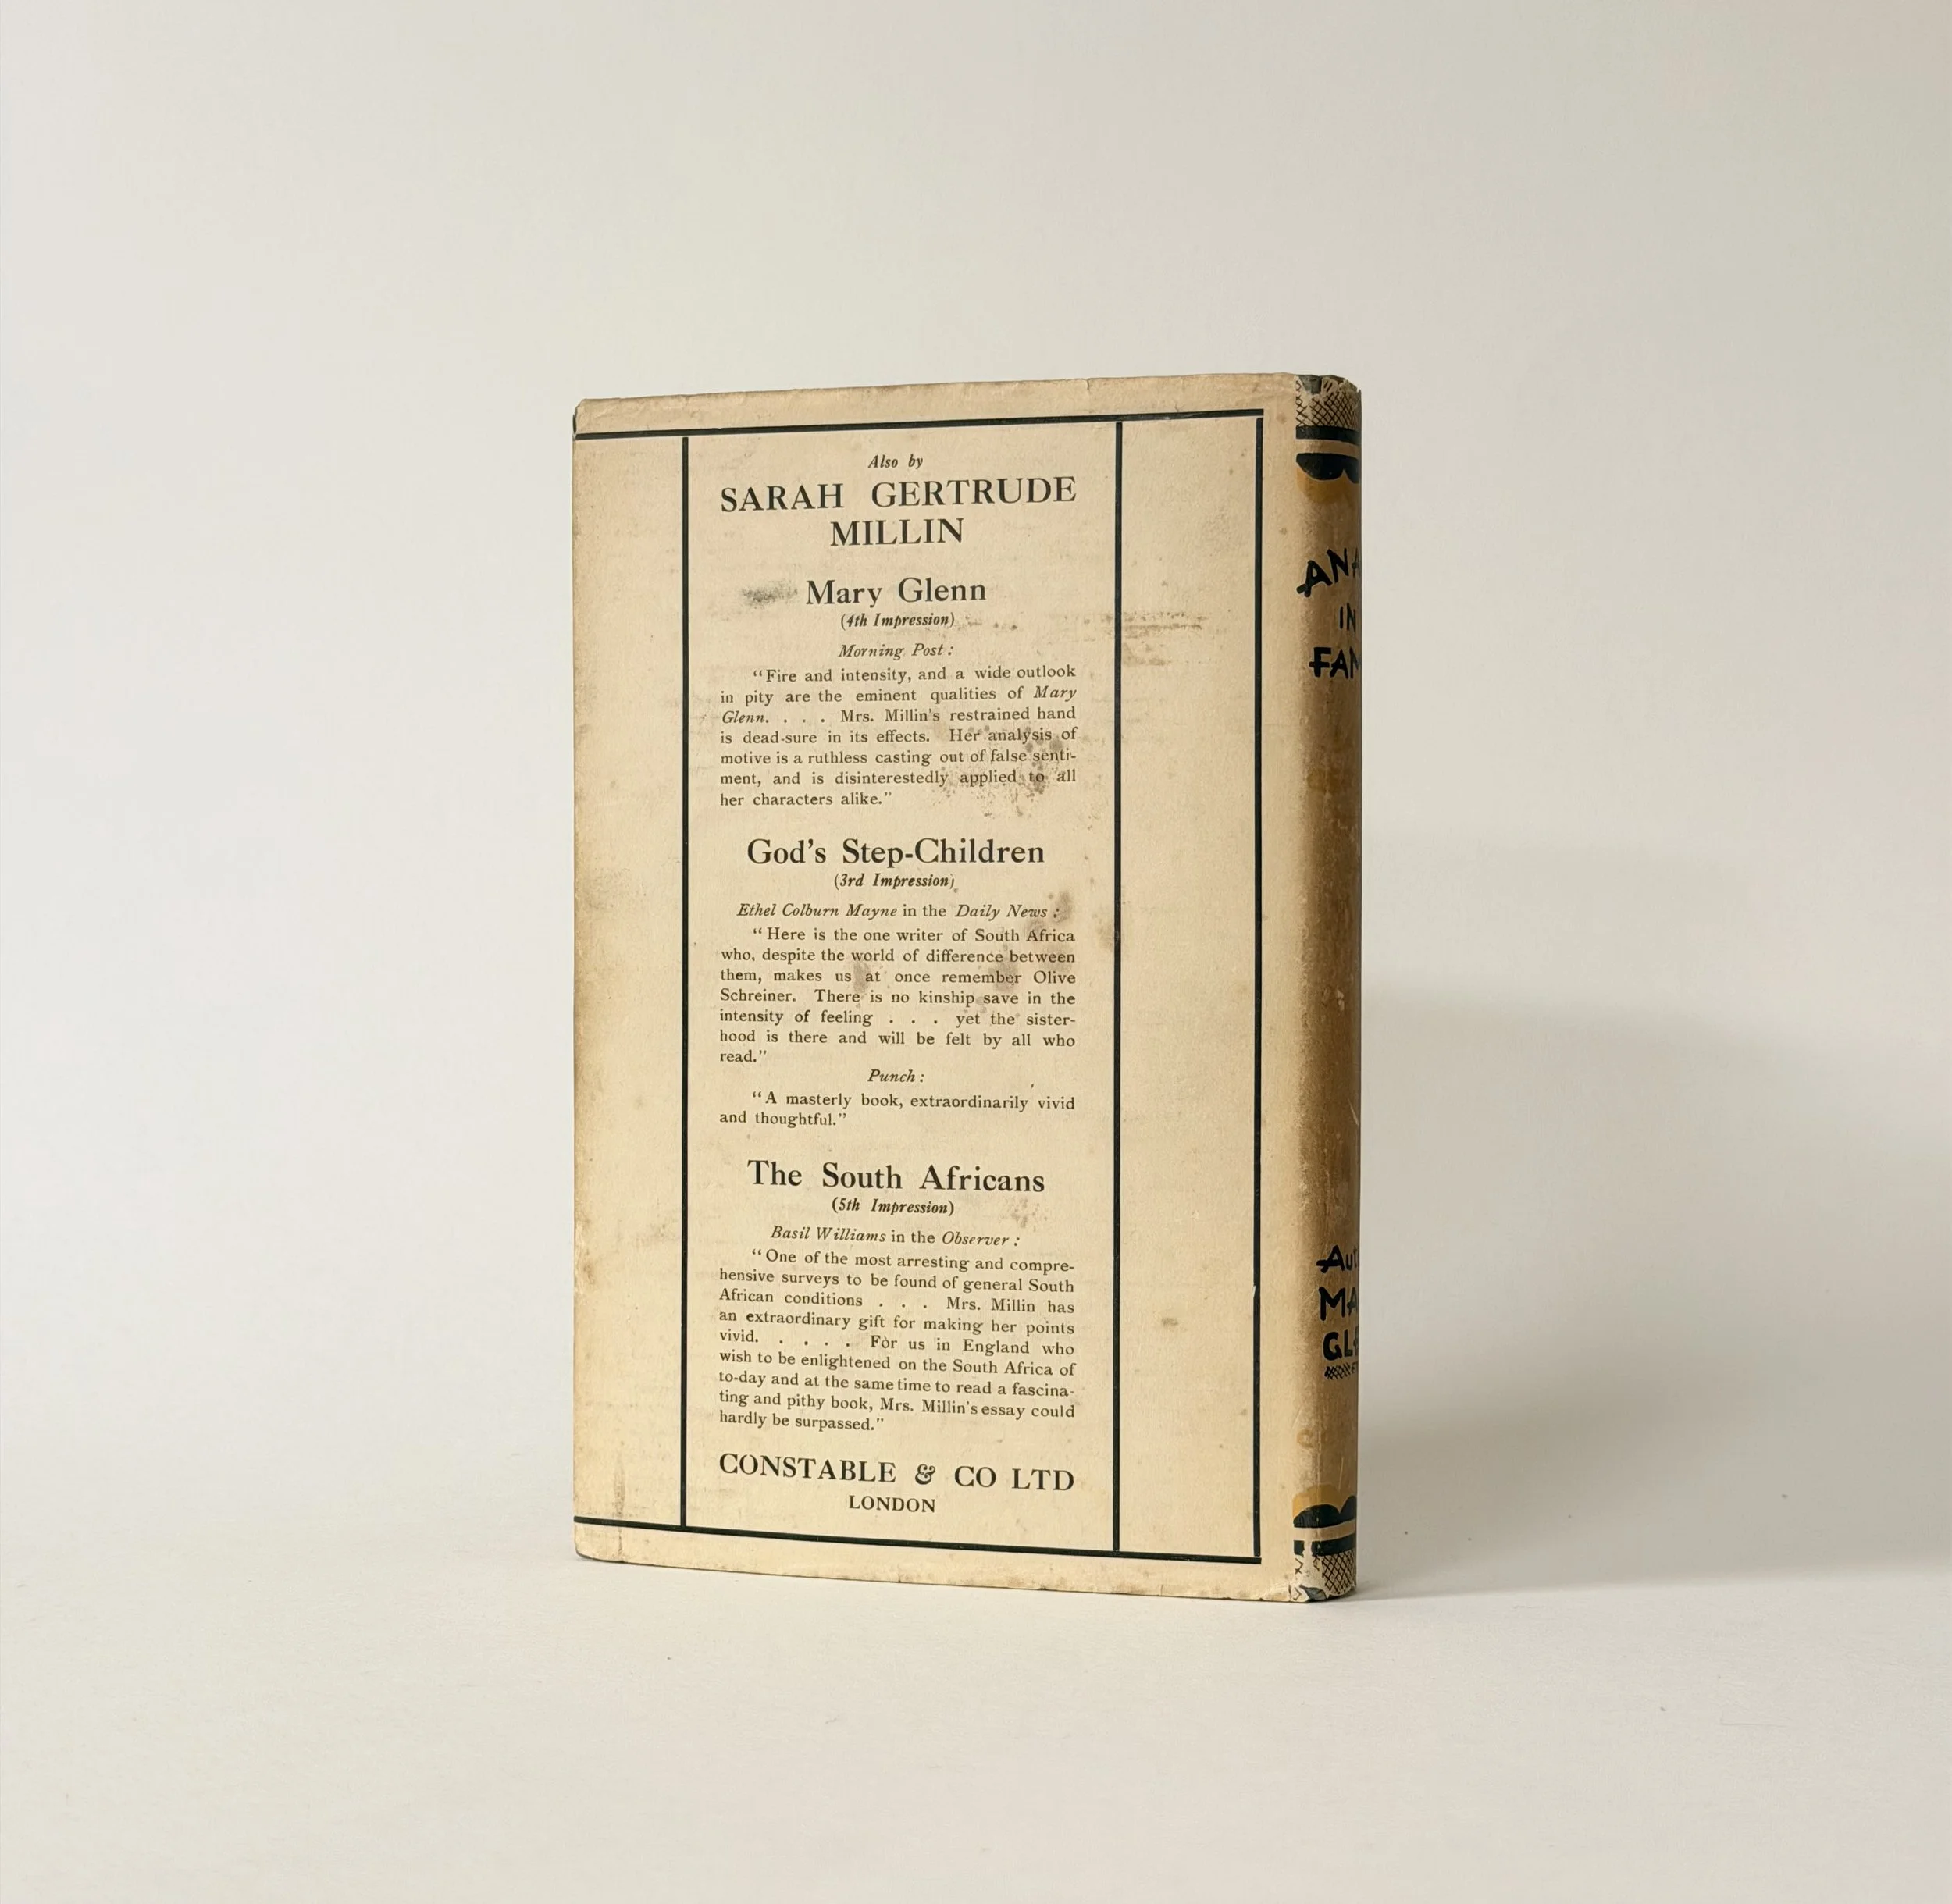 Also by
SARAH GERTRUDE
MILLIN
Mary Glenn
(4th Impression)
Morning Post :
“Fire and intensity, and a wide outlook
in pity are the eminent qualities of Mary
Glenn. . . . Mrs. Millin’s restrained hand
is dead-sure in its effects. Her analysis of
motive is a ruthless casting out of false senti-
ment, and is disinterestedly applied to all
her characters alike.”
God’s Step-Children
(3rd Impression)
Ethel Colburn Mayne in the Daily News :
“Here is the one writer of South Africa
who, despite the world of difference between
them, makes us at once remember Olive
Schreiner. There is no kinship save in the
intensity of feeling . . . yet the sister-
hood is there and will be felt by all who
read.”
Punch :
“A masterly book, extraordinarily vivid
and thoughtful.”
The South Africans
(5th Impression)
Basil Williams in the Observer :
“One of the most arresting and compre-
hensive surveys to be found of general South
African conditions . . . Mrs. Millin has
an extraordinary gift for making her points
vivid. . . . . For us in England who
wish to be enlightened on the South Africa of
to-day and at the same time to read a fascina-
ting and pithy book, Mrs. Millin’s essay could
hardly be surpassed.”
CONSTABLE & CO LTD
LONDON
IN